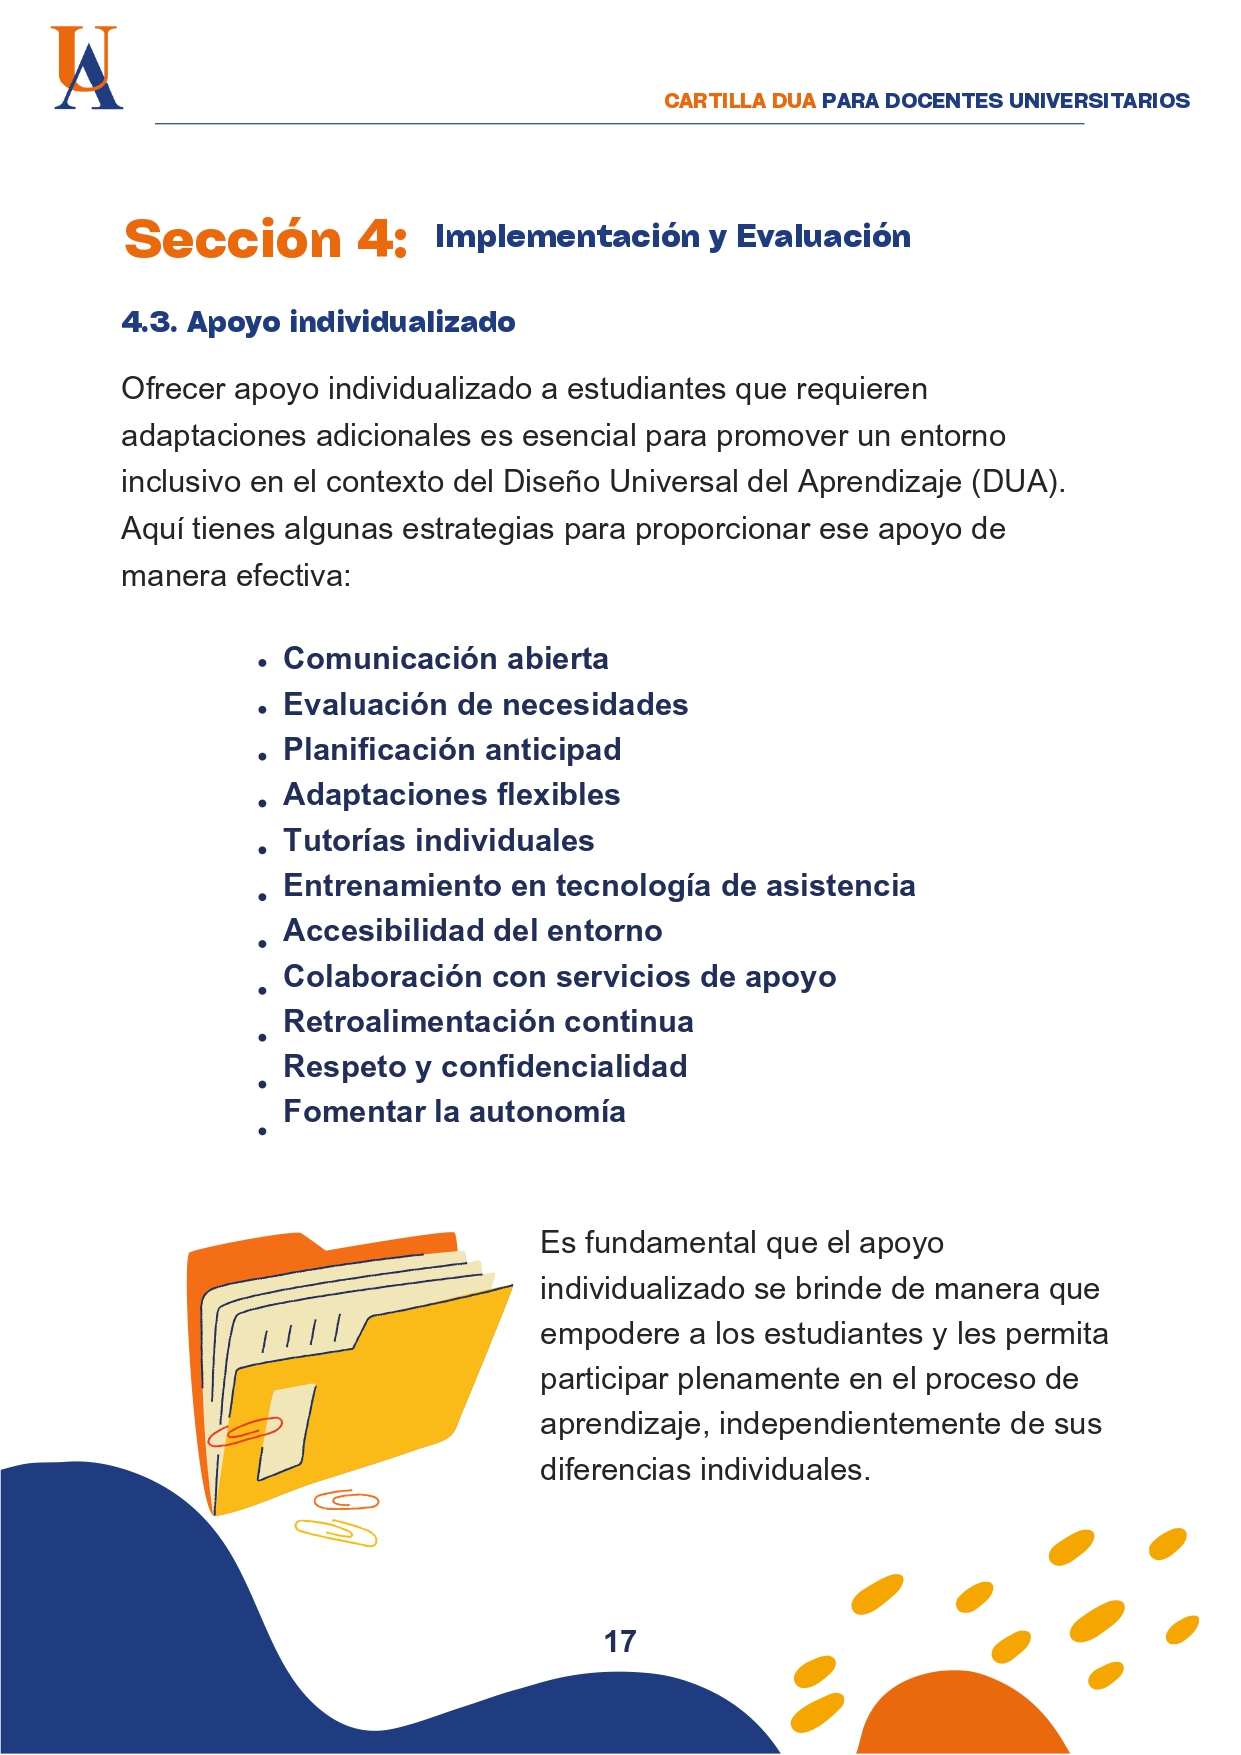 UA
CARTILLA DUA PARA DOCENTES UNIVERSITARIOS
Sección 4: Implementación y Evaluación
4.3. Apoyo individualizado
Ofrecer apoyo individualizado a estudiantes que requieren
adaptaciones adicionales es esencial para promover un entorno
inclusivo en el contexto del Diseño Universal del Aprendizaje (DUA).
Aquí tienes algunas estrategias para proporcionar ese apoyo de
manera efectiva:
• Comunicación abierta
• Evaluación de necesidades
• Planificación anticipad
• Adaptaciones flexibles
• Tutorías individuales
• Entrenamiento en tecnología de asistencia
• Accesibilidad del entorno
• Colaboración con servicios de apoyo
• Retroalimentación continua
• Respeto y confidencialidad
• Fomentar la autonomía
Es fundamental que el apoyo
individualizado se brinde de manera que
empodere a los estudiantes y les permita
participar plenamente en el proceso de
aprendizaje, independientemente de sus
diferencias individuales.
17